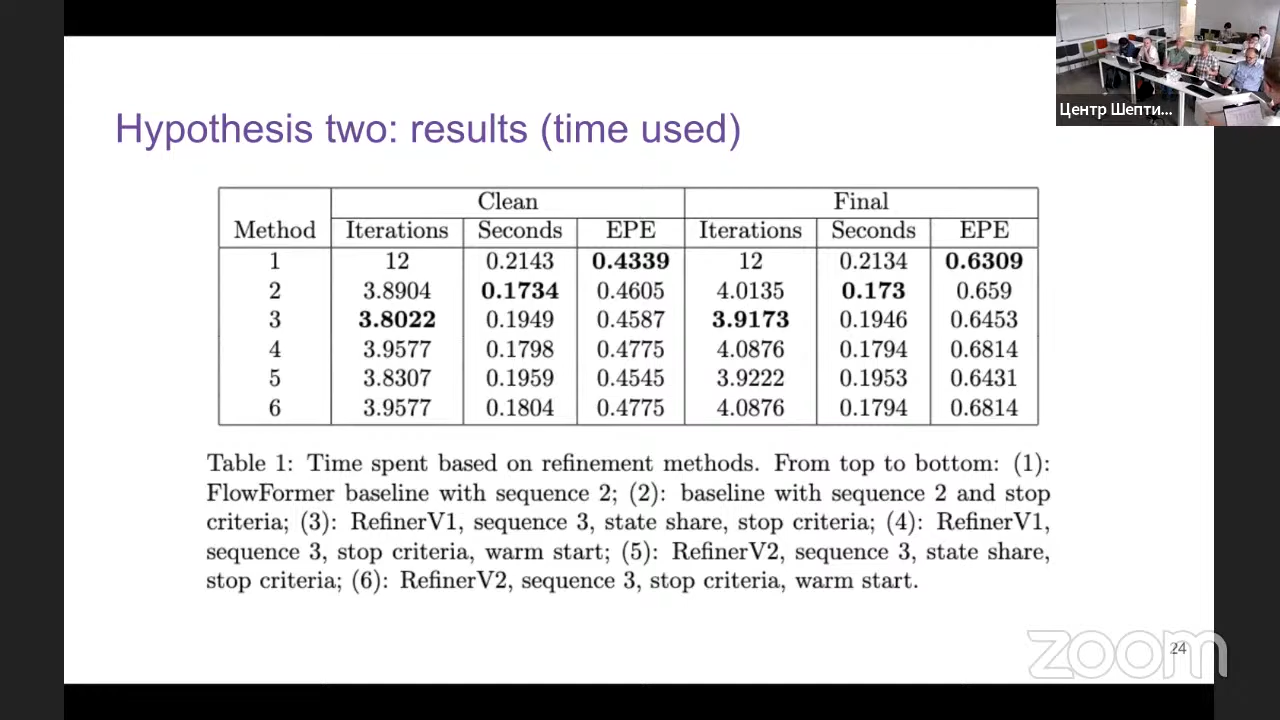 Центр Шепти...
Hypothesis two: results (time used)
Clean Final
Method Iterations Seconds EPE Iterations Seconds EPE
1 12 0.2143 0.4339 12 0.2134 0.6309
2 3.8904 0.1734 0.4605 4.0135 0.173 0.659
3 3.8022 0.1949 0.4587 3.9173 0.1946 0.6453
4 3.9577 0.1798 0.4775 4.0876 0.1794 0.6814
5 3.8307 0.1959 0.4545 3.9222 0.1953 0.6431
6 3.9577 0.1804 0.4775 4.0876 0.1794 0.6814
Table 1: Time spent based on refinement methods. From top to bottom: (1):
FlowFormer baseline with sequence 2; (2): baseline with sequence 2 and stop
criteria; (3): RefinerV1, sequence 3, state share, stop criteria; (4): RefinerV1,
sequence 3, stop criteria, warm start; (5): RefinerV2, sequence 3, state share,
stop criteria; (6): RefinerV2, sequence 3, stop criteria, warm start.
zoom
24